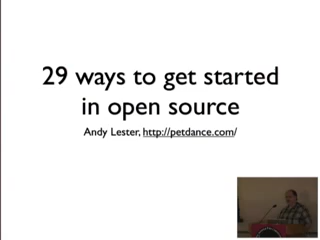 29 ways to get started
in open source
Andy Lester, http://petdance.com/